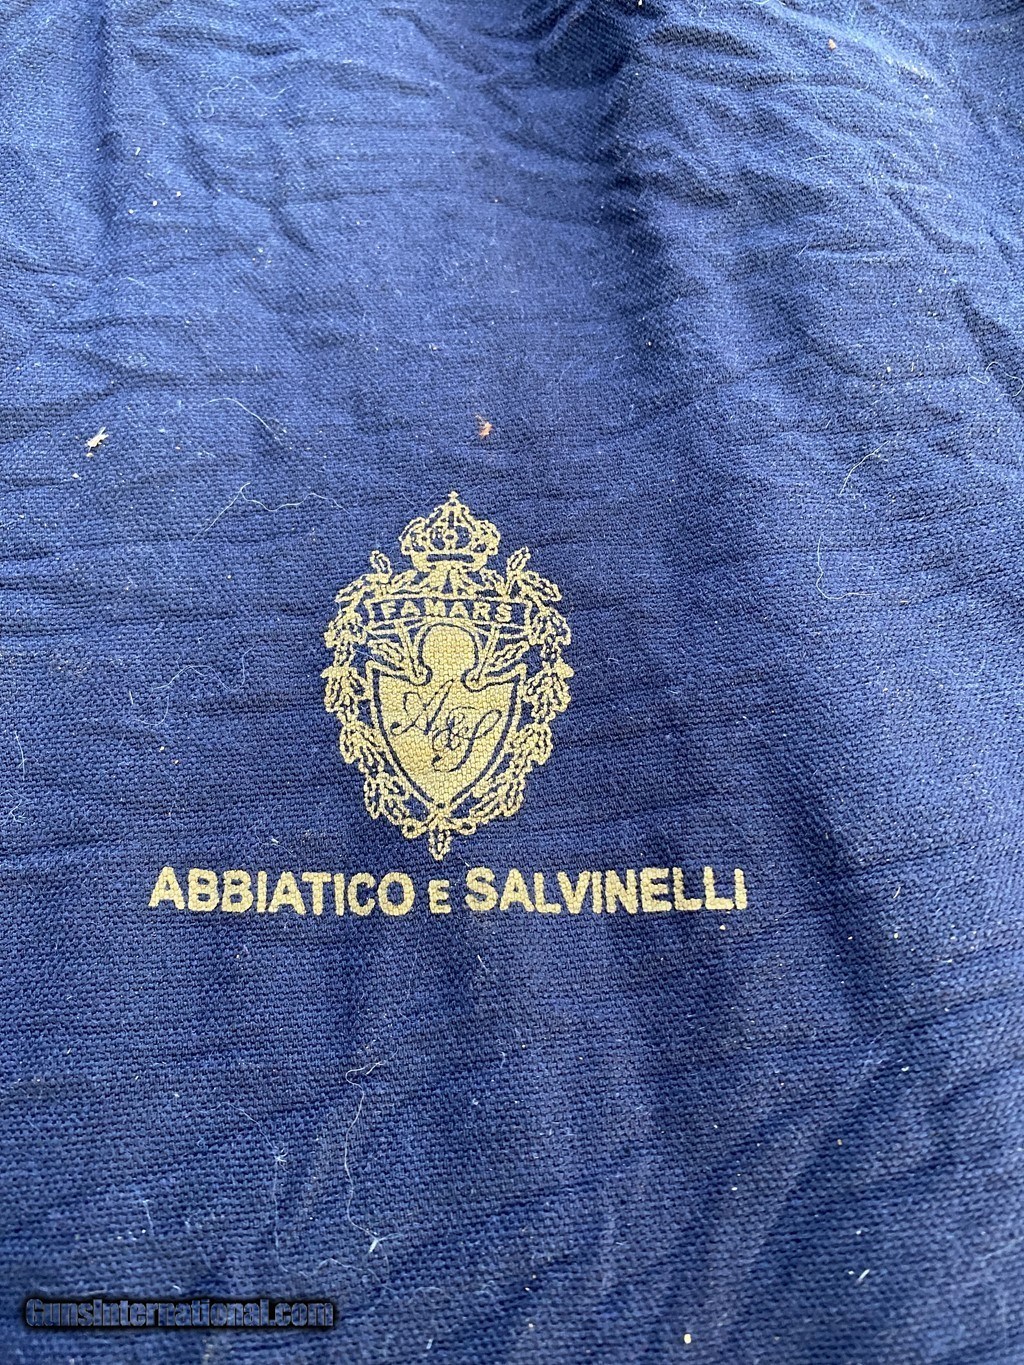 FAMARS
A&S
ABBIATICO E SALVINELLI
GunsInternational.com